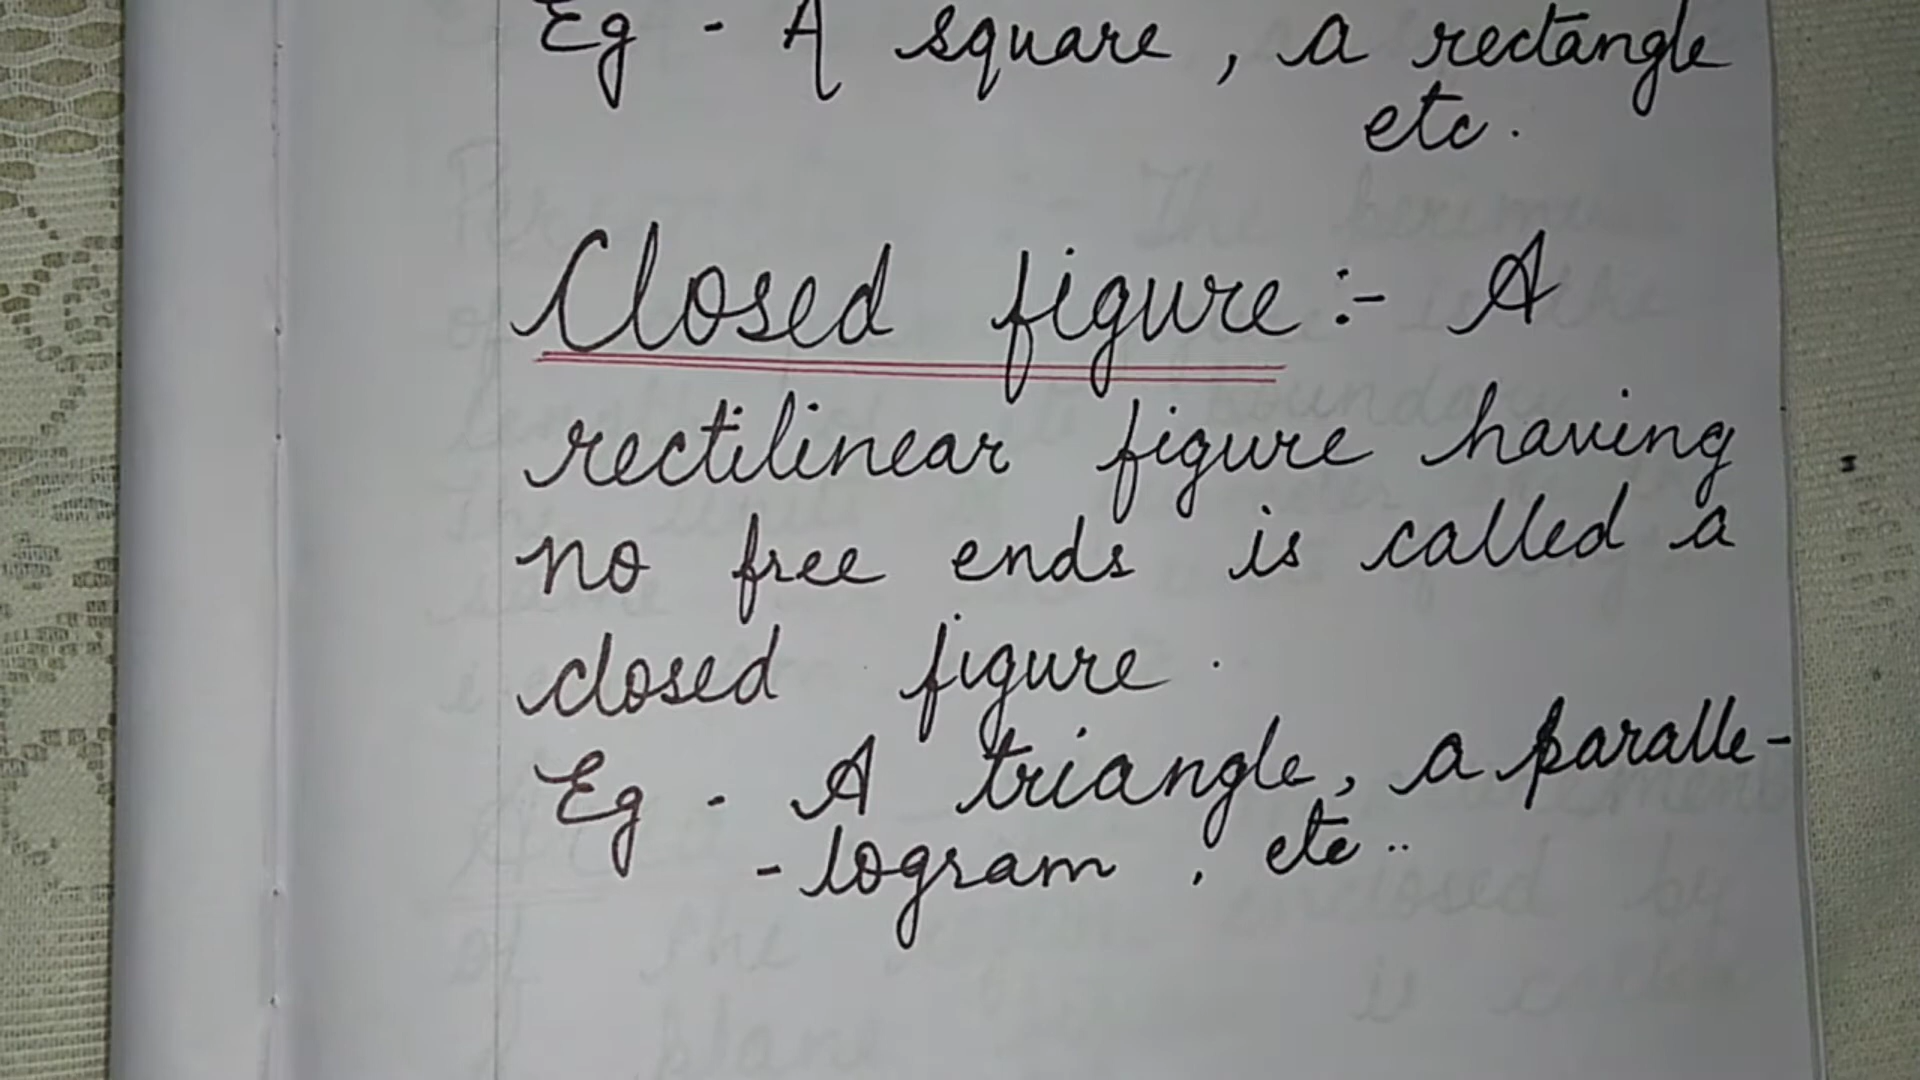 Eg - A square, a rectangle
etc.
Closed figure :- A
rectilinear figure having
no free ends is called a
closed figure.
Eg - A triangle, a paralle-
-logram, etc..